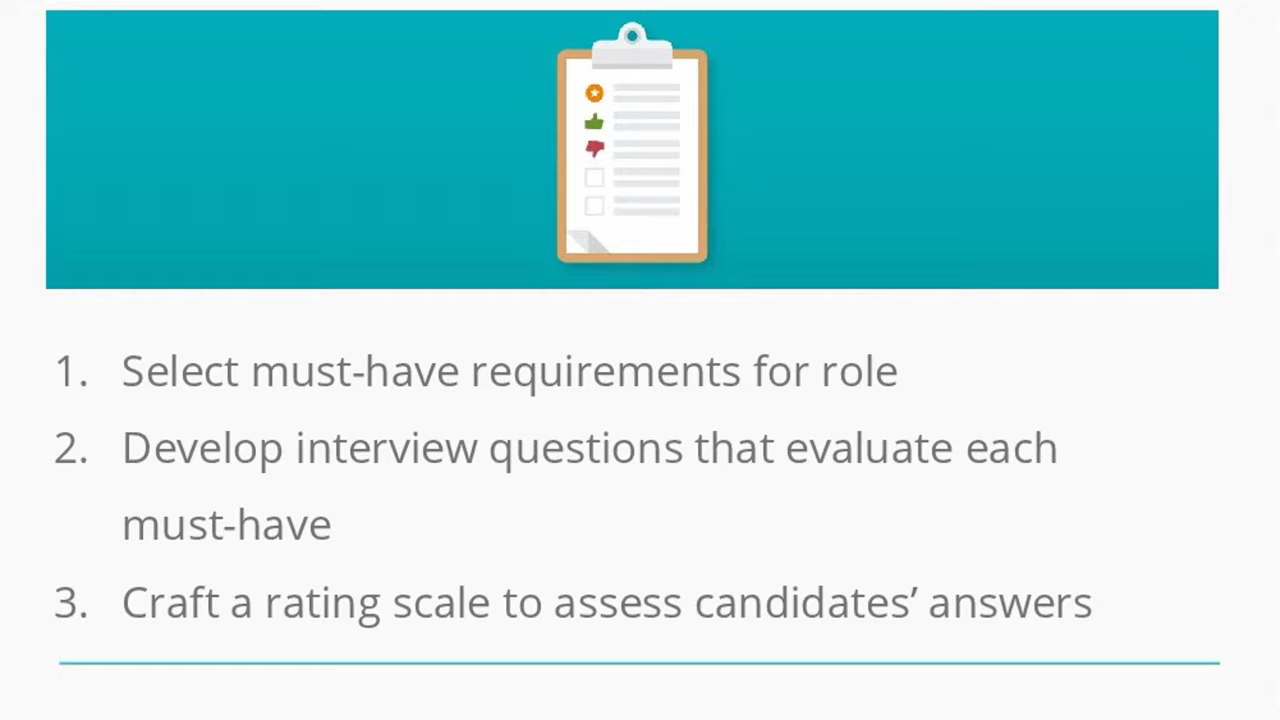 1. Select must-have requirements for role
2. Develop interview questions that evaluate each
must-have
3. Craft a rating scale to assess candidates’ answers